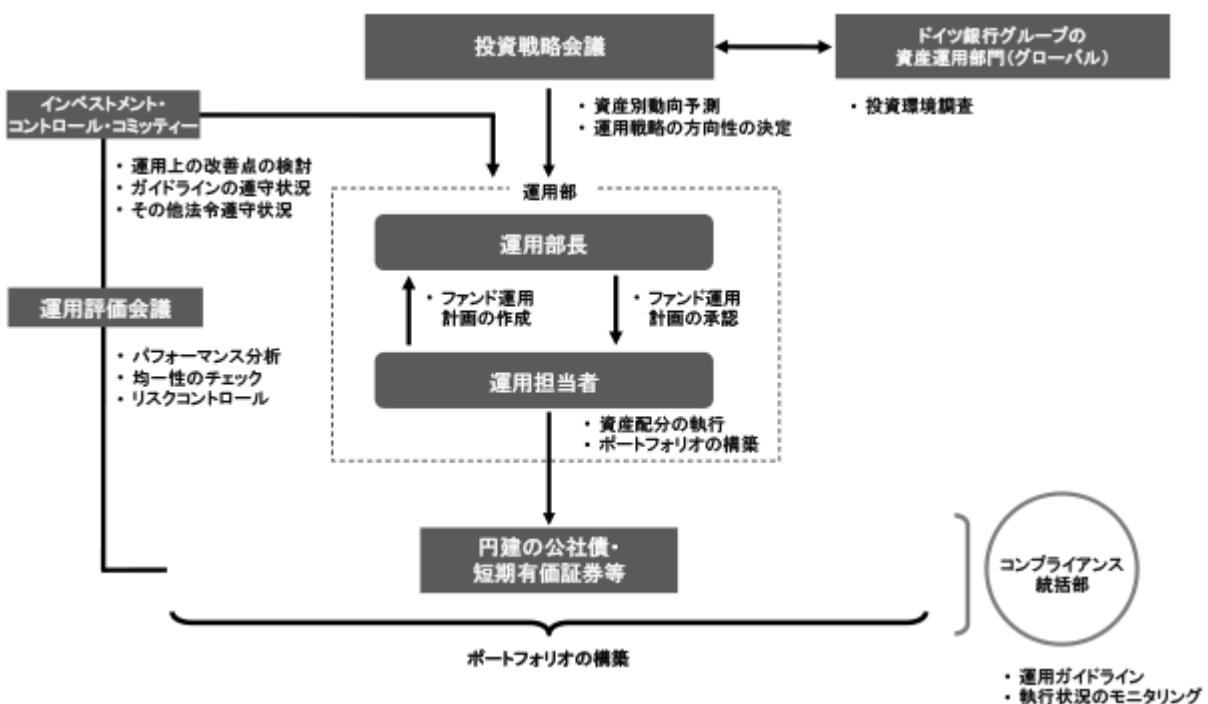 投資戦略会議
ドイツ銀行グループの
資産運用部門(グローバル)
・ 資産別動向予測
・ 運用戦略の方向性の決定
・ 投資環境調査
インベストメント・
コントロール・コミッティー
・ 運用上の改善点の検討
・ ガイドラインの遵守状況
・ その他法令遵守状況
運用部
運用部長
・ ファンド運用
計画の作成
・ ファンド運用
計画の承認
運用評価会議
・ パフォーマンス分析
・ 均一性のチェック
・ リスクコントロール
運用担当者
・ 資産配分の執行
・ ポートフォリオの構築
円建の公社債・
短期有価証券等
ポートフォリオの構築
コンプライアンス
統括部
・ 運用ガイドライン
・ 執行状況のモニタリング